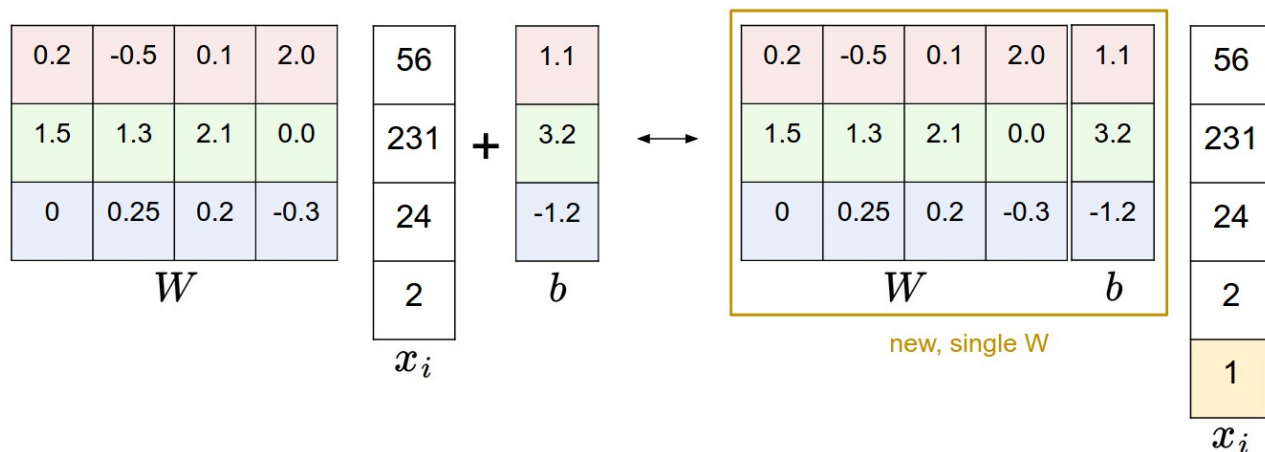 0.2 -0.5 0.1 2.0 56 1.1 0.2 -0.5 0.1 2.0 1.1 56
1.5 1.3 2.1 0.0 231 + 3.2 ↔ 1.5 1.3 2.1 0.0 3.2 231
0 0.25 0.2 -0.3 24 -1.2 0 0.25 0.2 -0.3 -1.2 24
W 2 b W b 2
x_i new, single W 1
x_i